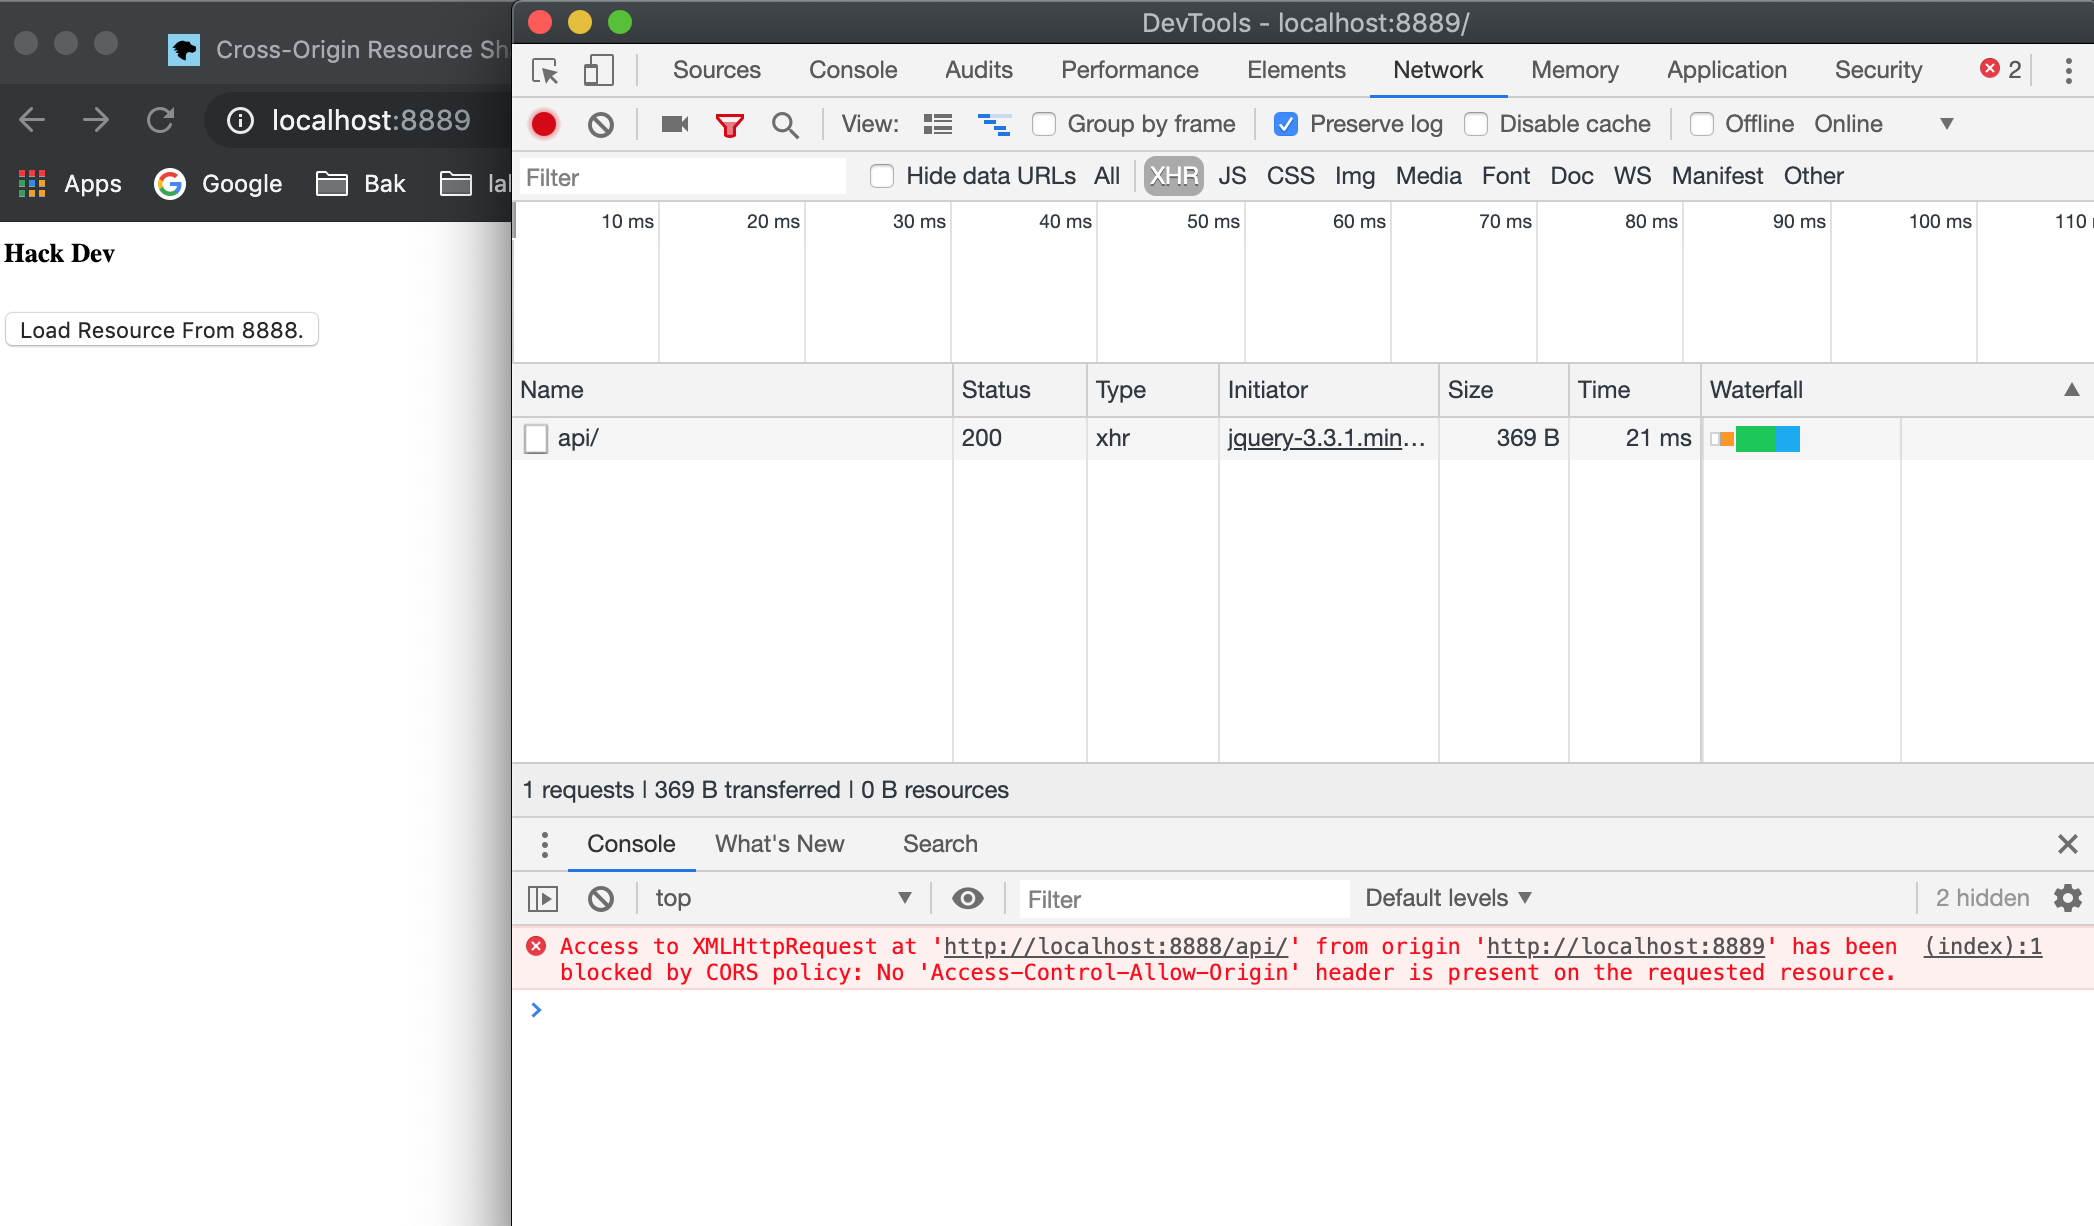 Cross-Origin Resource Sh
localhost:8889
Apps
Google
Bak
Hack Dev
Load Resource From 8888.
DevTools - localhost:8889/
Sources Console Audits Performance Elements Network Memory Application Security 2
View: Group by frame Preserve log Disable cache Offline Online
Filter Hide data URLs All XHR JS CSS Img Media Font Doc WS Manifest Other
10 ms 20 ms 30 ms 40 ms 50 ms 60 ms 70 ms 80 ms 90 ms 100 ms 110
Name Status Type Initiator Size Time Waterfall
api/ 200 xhr jquery-3.3.1.min… 369 B 21 ms
1 requests | 369 B transferred | 0 B resources
Console What's New Search
top Filter Default levels 2 hidden
Access to XMLHttpRequest at 'http://localhost:8888/api/' from origin 'http://localhost:8889' has been (index):1
blocked by CORS policy: No 'Access-Control-Allow-Origin' header is present on the requested resource.